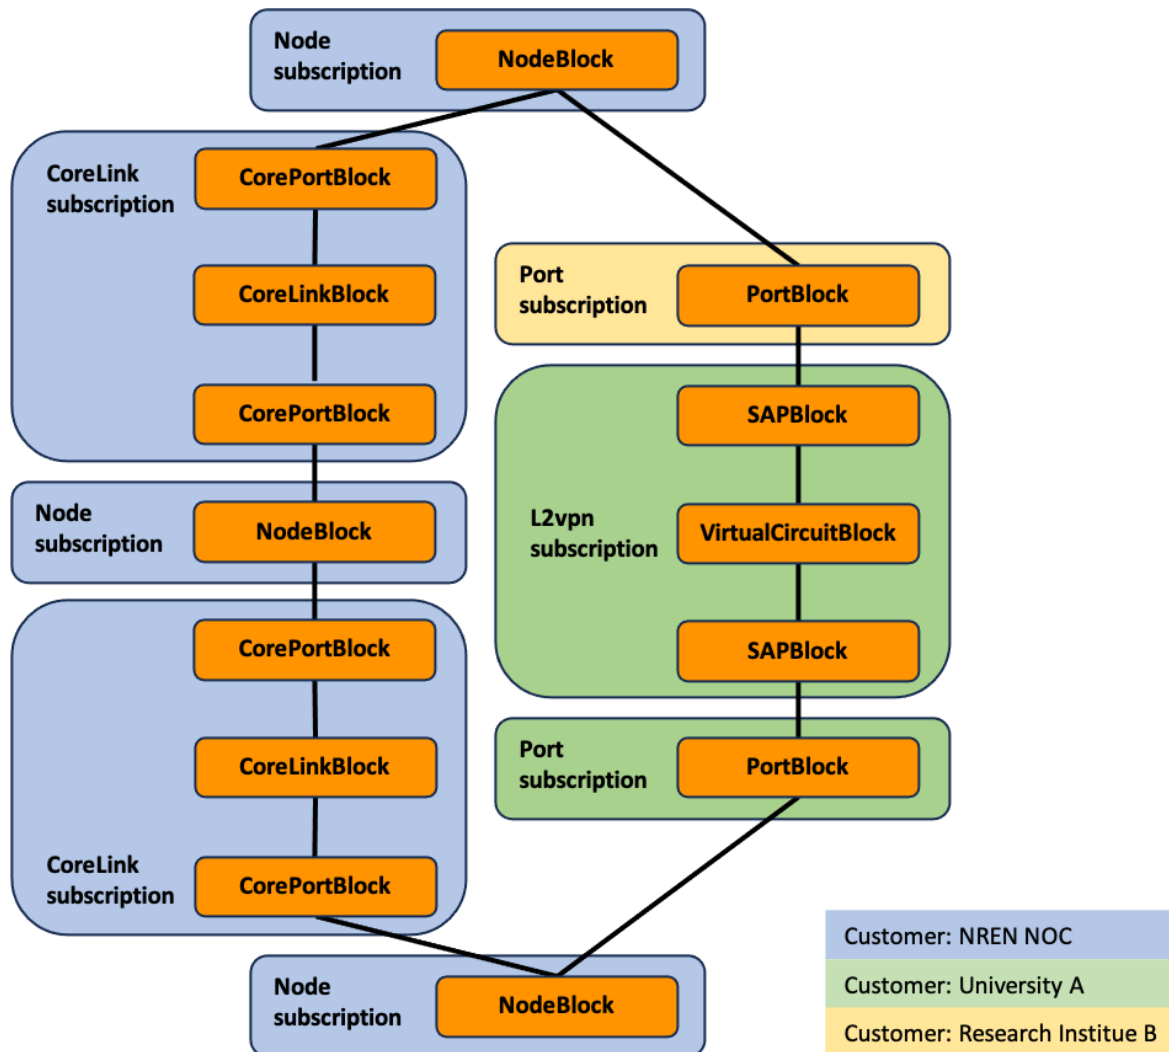 Node
subscription
NodeBlock
CoreLink
subscription
CorePortBlock
CoreLinkBlock
CorePortBlock
Port
subscription
PortBlock
SAPBlock
L2vpn
subscription
VirtualCircuitBlock
SAPBlock
Node
subscription
NodeBlock
CorePortBlock
CoreLinkBlock
CoreLink
subscription
CorePortBlock
Port
subscription
PortBlock
Node
subscription
NodeBlock
Customer: NREN NOC
Customer: University A
Customer: Research Institue B